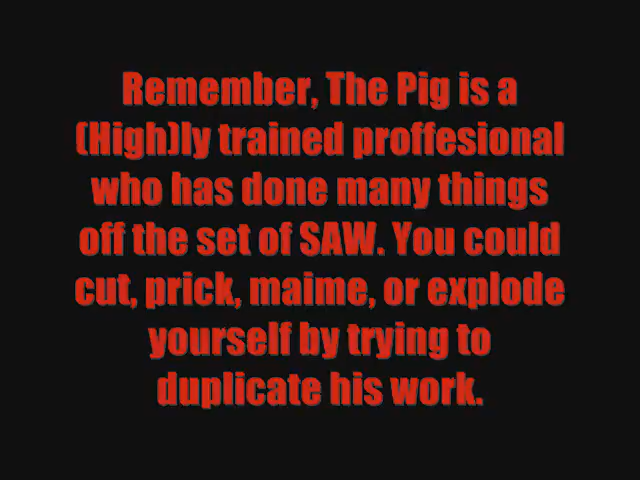 Remember, The Pig is a
(High)ly trained proffesional
who has done many things
off the set of SAW. You could
cut, prick, maime, or explode
yourself by trying to
duplicate his work.